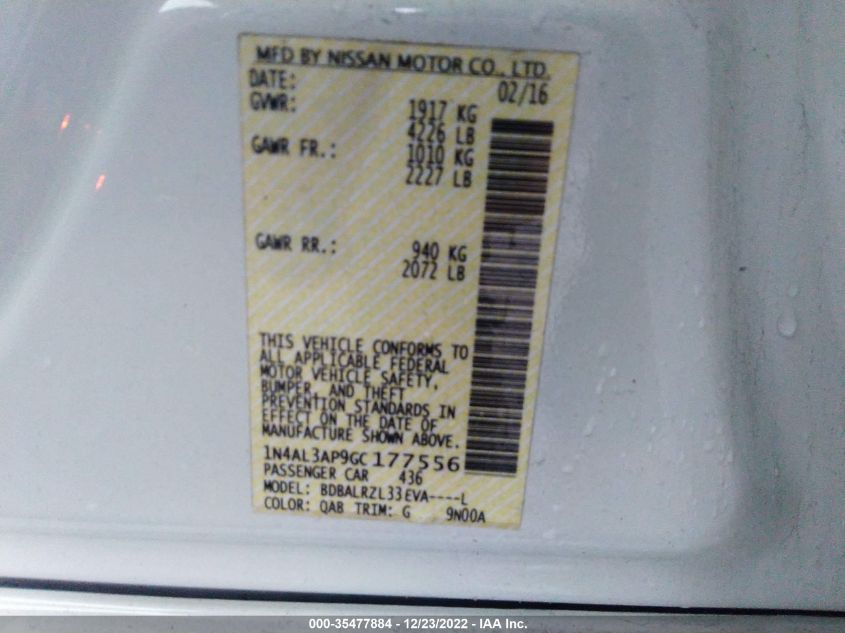 MFD BY NISSAN MOTOR CO., LTD.
DATE: 02/16
GVWR: 1917 KG
4226 LB
GAWR FR.: 1010 KG
2227 LB
GAWR RR.: 940 KG
2072 LB
THIS VEHICLE CONFORMS TO
ALL APPLICABLE FEDERAL
MOTOR VEHICLE SAFETY,
BUMPER, AND THEFT
PREVENTION STANDARDS IN
EFFECT ON THE DATE OF
MANUFACTURE SHOWN ABOVE.
1N4AL3AP9GC177556
PASSENGER CAR 436
MODEL: BDBALRZL33EVA----L
COLOR: QAB TRIM: G 9N00A
000-35477884 - 12/23/2022 - IAA Inc.